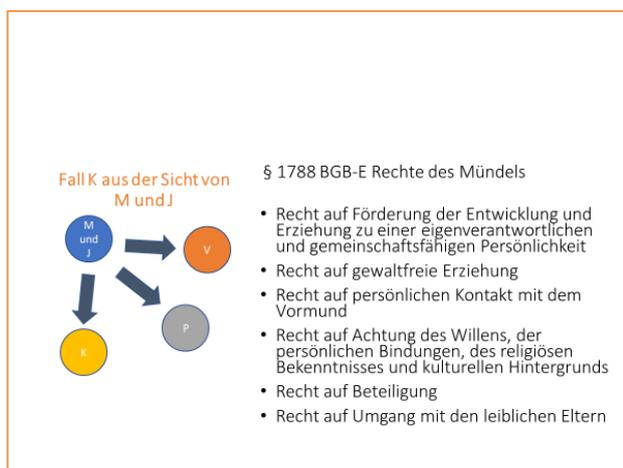 Fall K aus der Sicht von
M und J
M
und
J
V
P
K
§ 1788 BGB-E Rechte des Mündels
• Recht auf Förderung der Entwicklung und
Erziehung zu einer eigenverantwortlichen
und gemeinschaftsfähigen Persönlichkeit
• Recht auf gewaltfreie Erziehung
• Recht auf persönlichen Kontakt mit dem
Vormund
• Recht auf Achtung des Willens, der
persönlichen Bindungen, des religiösen
Bekenntnisses und kulturellen Hintergrunds
• Recht auf Beteiligung
• Recht auf Umgang mit den leiblichen Eltern